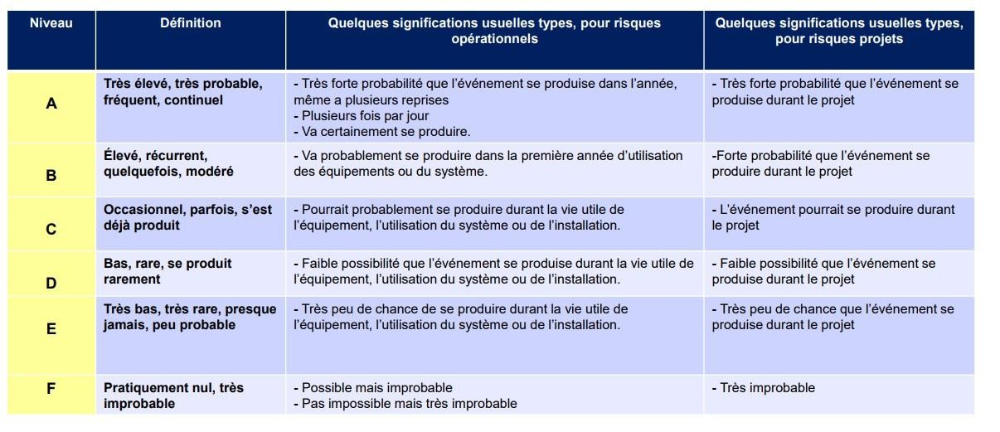 Niveau
Définition
Quelques significations usuelles types, pour risques
opérationnels
Quelques significations usuelles types,
pour risques projets
A
Très élevé, très probable,
fréquent, continuel
- Très forte probabilité que l’événement se produise dans l’année,
même a plusieurs reprises
- Plusieurs fois par jour
- Va certainement se produire.
- Très forte probabilité que l’événement se
produise durant le projet
B
Élevé, récurrent,
quelquefois, modéré
- Va probablement se produire dans la première année d’utilisation
des équipements ou du système.
-Forte probabilité que l’événement se
produire durant le projet
C
Occasionnel, parfois, s’est
déjà produit
- Pourrait probablement se produire durant la vie utile de
l’équipement, l’utilisation du système ou de l’installation.
- L’événement pourrait se produire durant
le projet
D
Bas, rare, se produit
rarement
- Faible possibilité que l’événement se produise durant la vie utile de
l’équipement, l’utilisation du système ou de l’installation.
- Faible possibilité que l’événement se
produise durant le projet
E
Très bas, très rare, presque
jamais, peu probable
- Très peu de chance de se produire durant la vie utile de
l’équipement, l’utilisation du système ou de l’installation.
- Très peu de chance que l’événement se
produise durant le projet
F
Pratiquement nul, très
improbable
- Possible mais improbable
- Pas impossible mais très improbable
- Très improbable